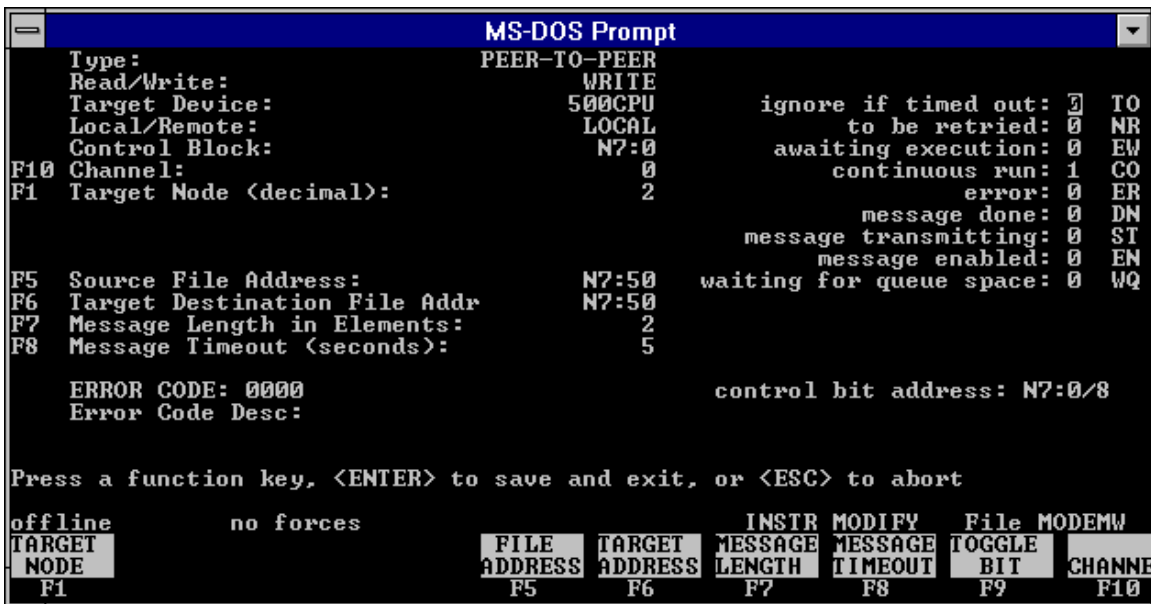 MS-DOS Prompt
Type: PEER-TO-PEER
Read/Write: WRITE
Target Device: 500CPU ignore if timed out: 0 TO
Local/Remote: LOCAL to be retried: 0 NR
Control Block: N7:0 awaiting execution: 0 EW
F10 Channel: 0 continuous run: 1 CO
F1 Target Node (decimal): 2 error: 0 ER
message done: 0 DN
message transmitting: 0 ST
message enabled: 0 EN
F5 Source File Address: N7:50 waiting for queue space: 0 WQ
F6 Target Destination File Addr N7:50
F7 Message Length in Elements: 2
F8 Message Timeout (seconds): 5
ERROR CODE: 0000 control bit address: N7:0/8
Error Code Desc:
Press a function key, <ENTER> to save and exit, or <ESC> to abort
offline no forces INSTR MODIFY File MODEMW
TARGET FILE TARGET MESSAGE MESSAGE TOGGLE
NODE ADDRESS ADDRESS LENGTH TIMEOUT BIT CHANNE
F1 F5 F6 F7 F8 F9 F10